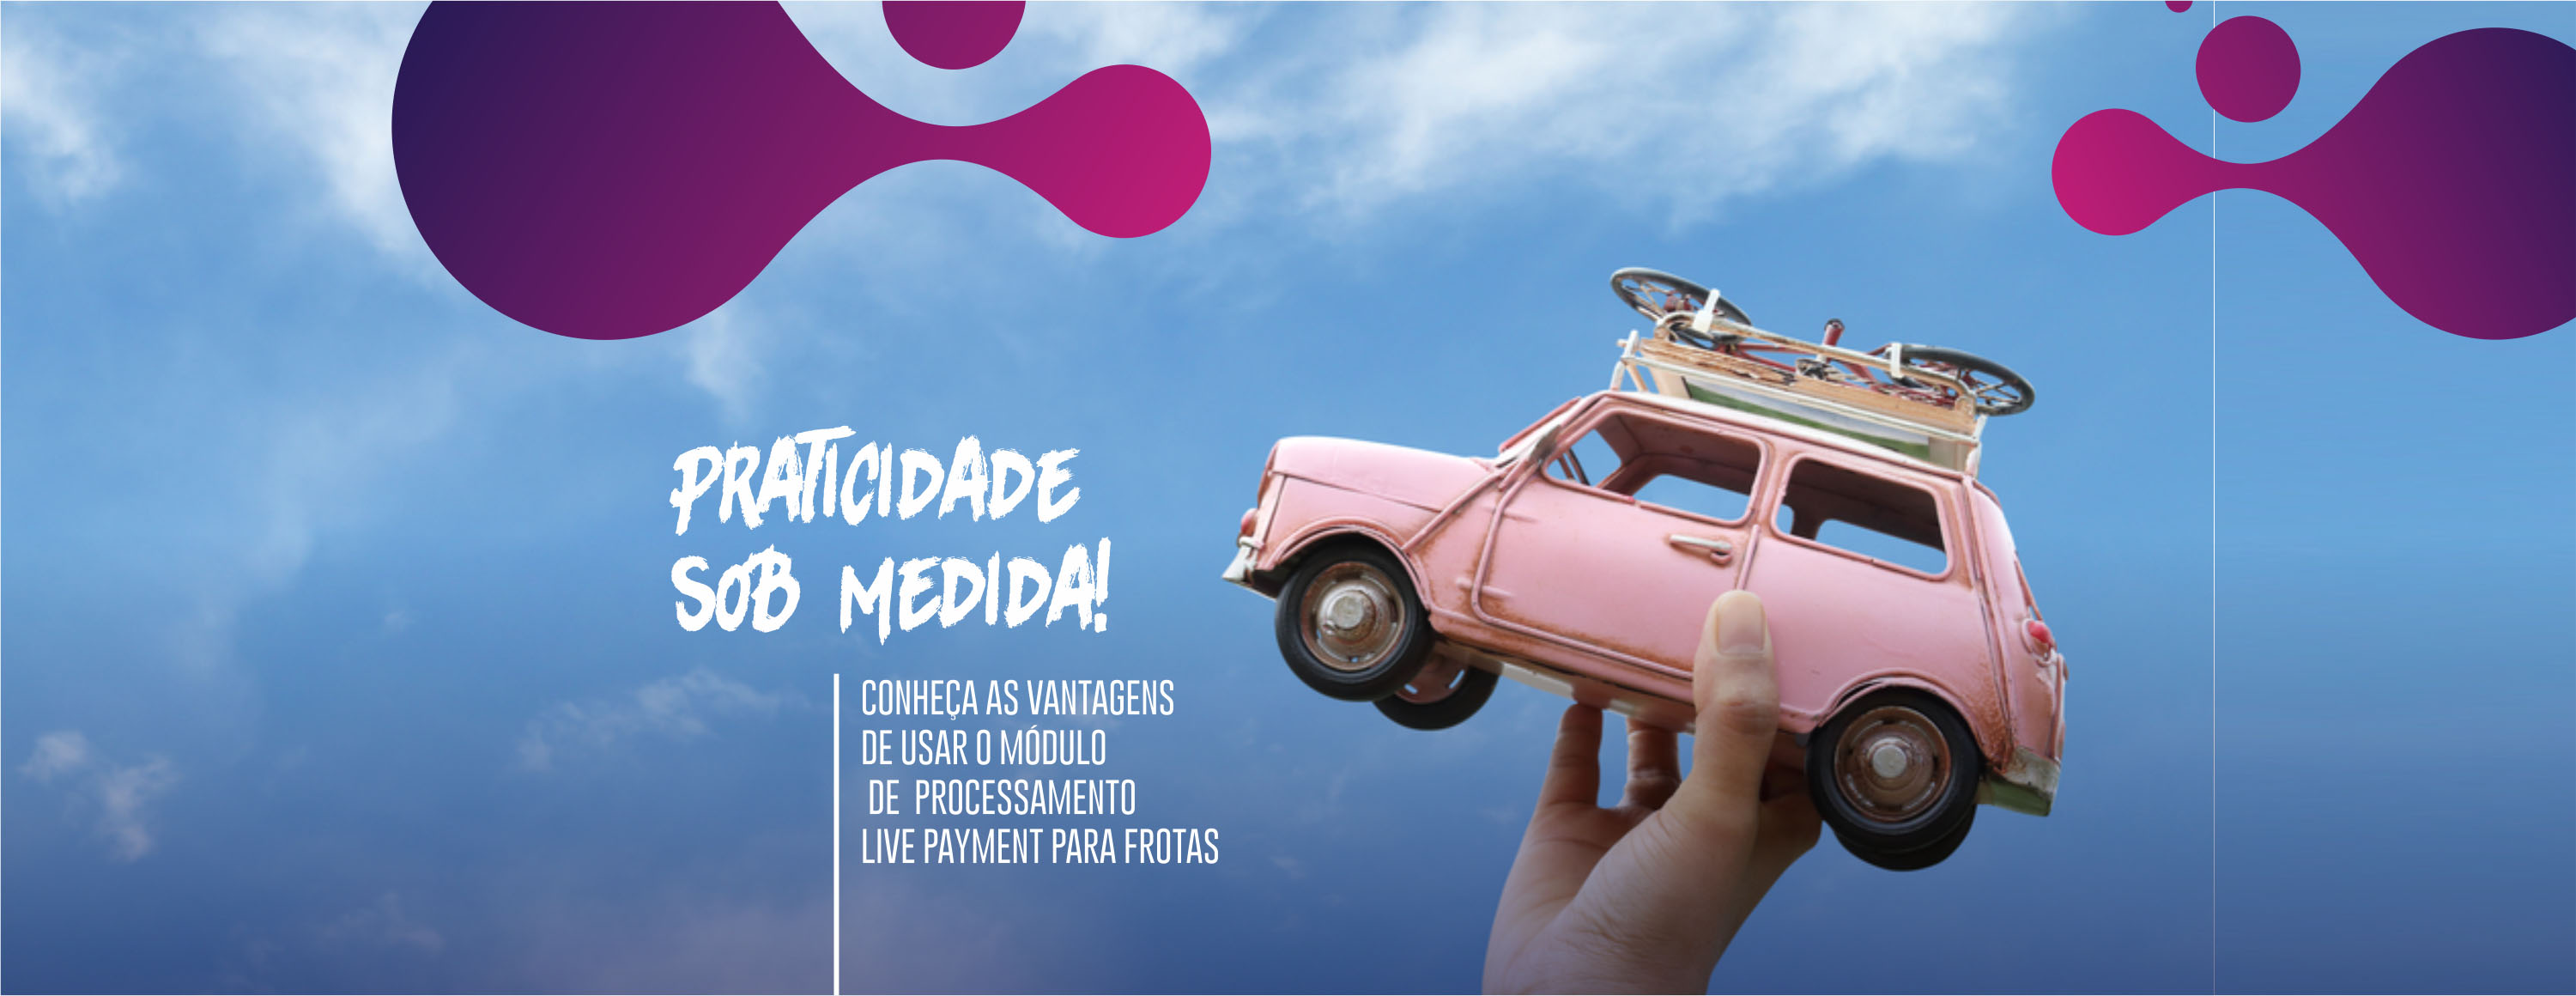 PRATICIDADE
SOB MEDIDA!
CONHEÇA AS VANTAGENS
DE USAR O MÓDULO
DE PROCESSAMENTO
LIVE PAYMENT PARA FROTAS